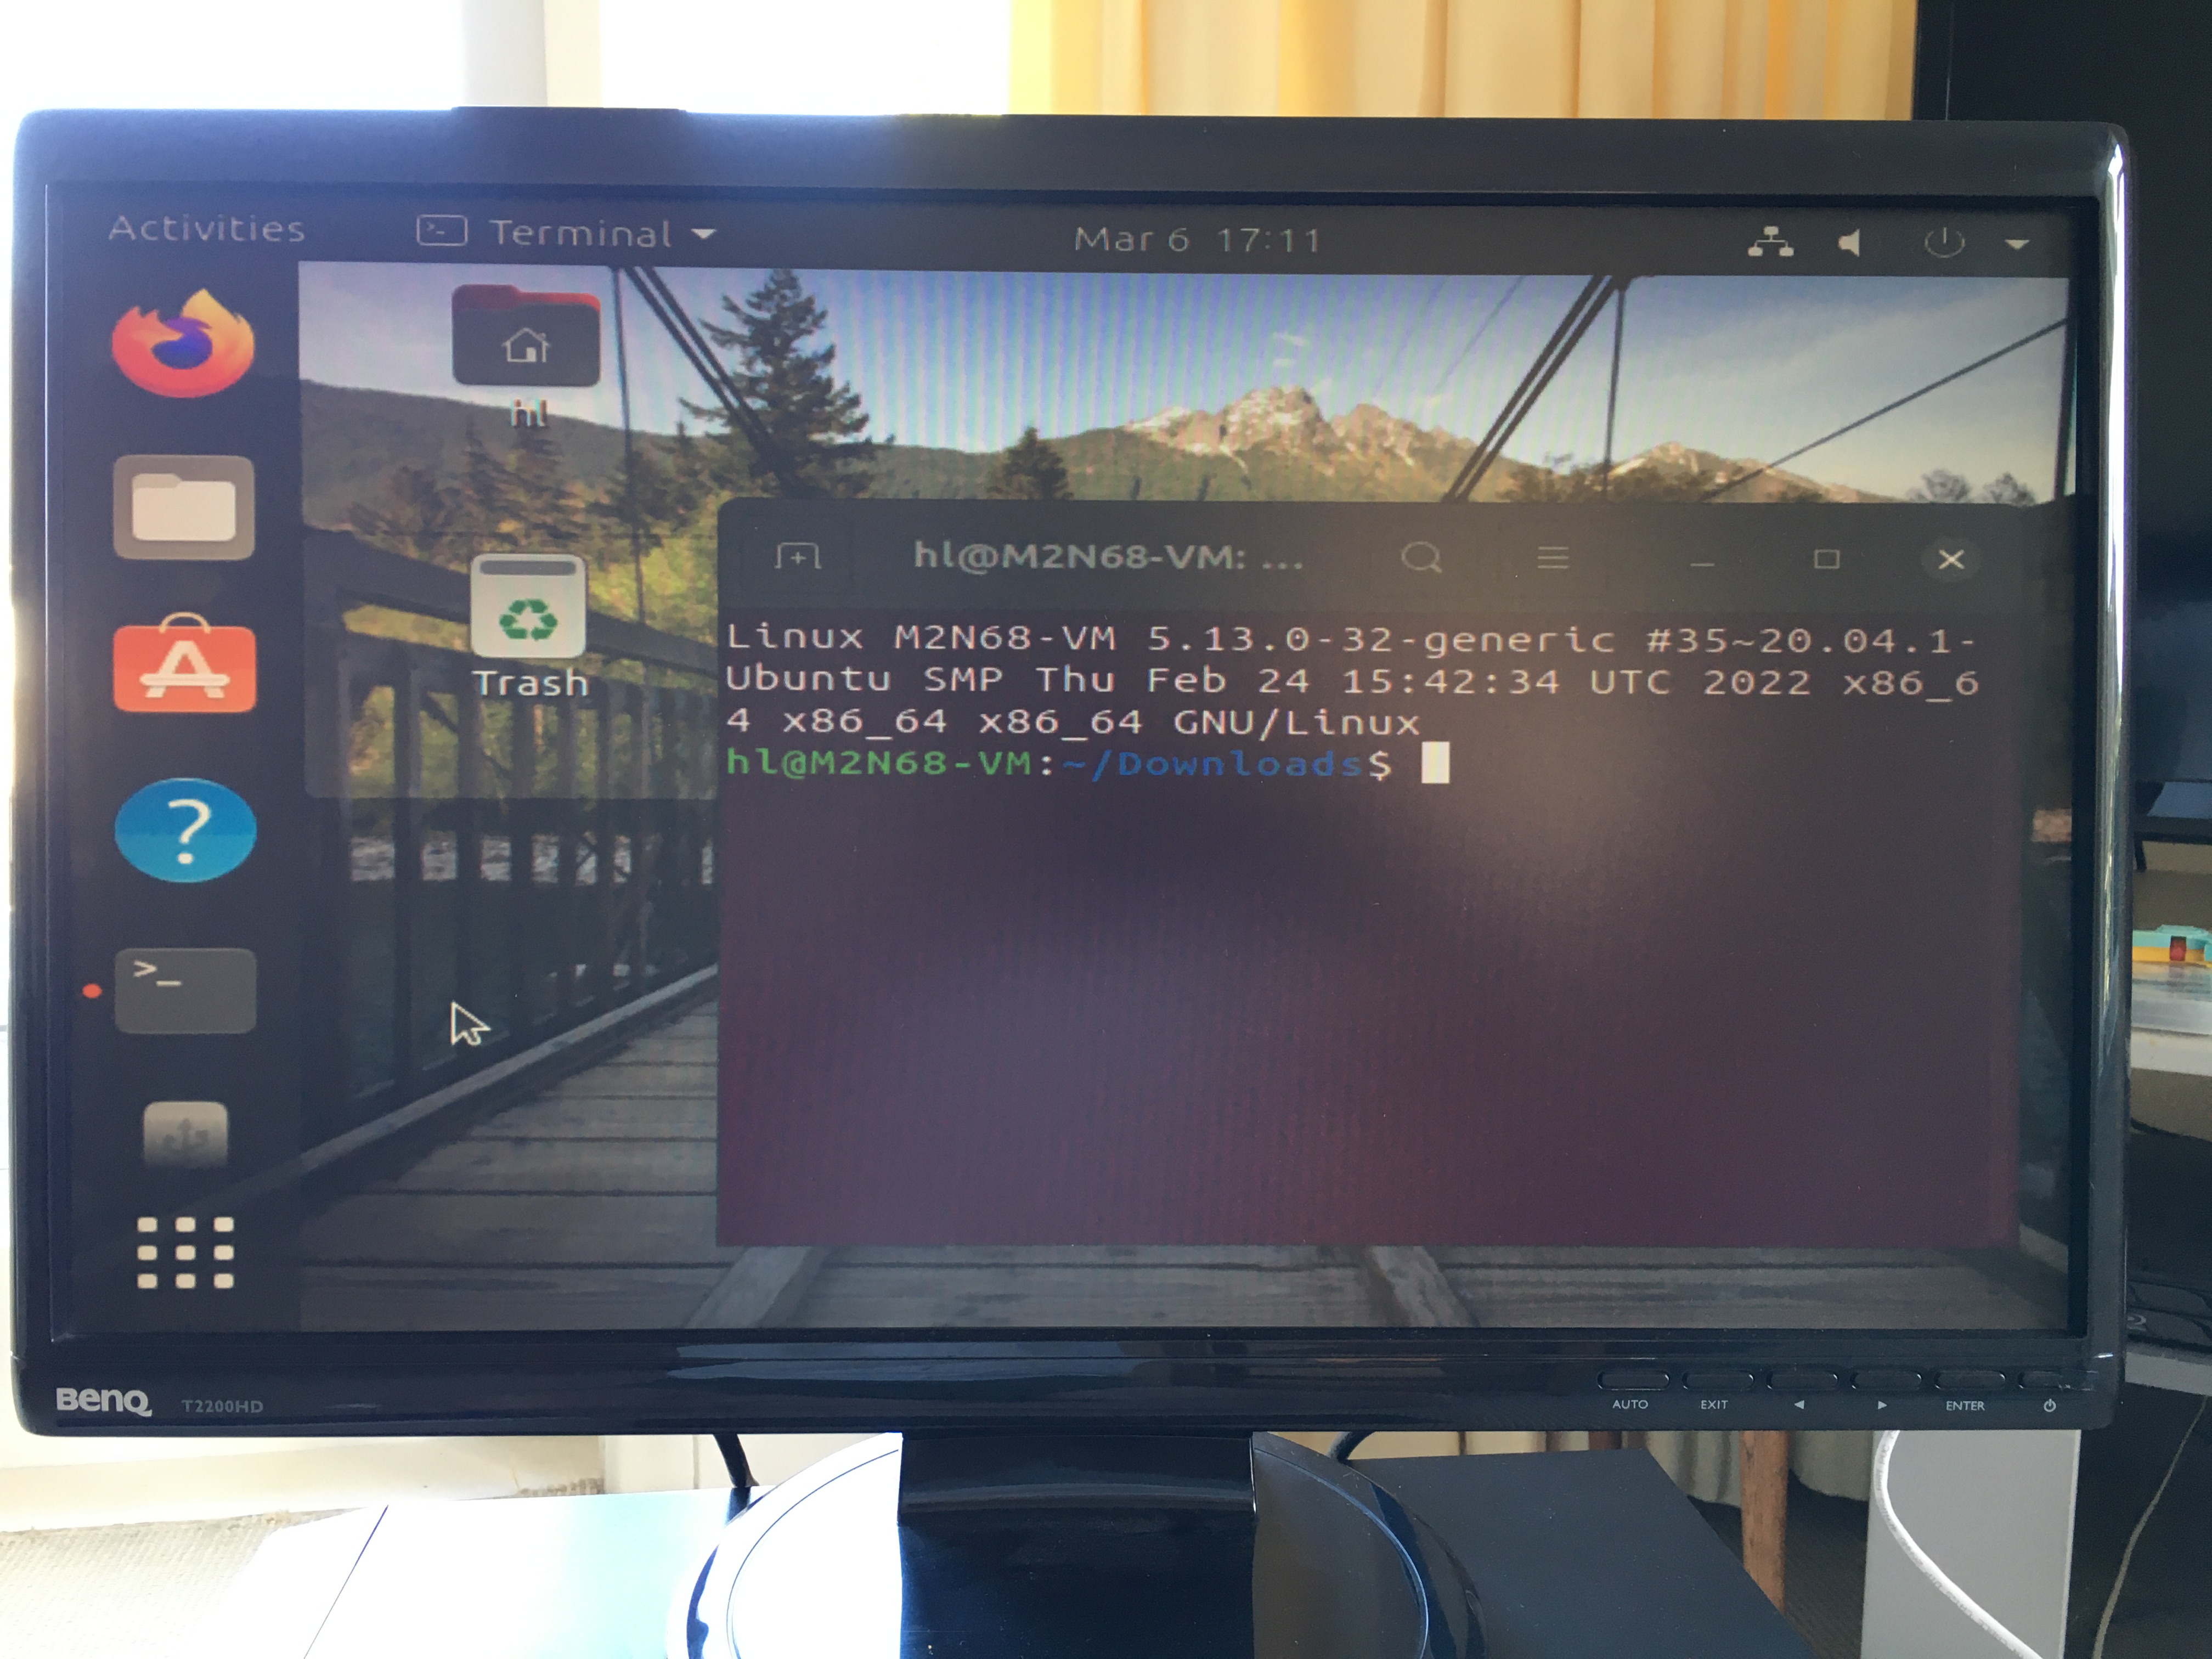 Activities
Terminal
Mar 6 17:11
hl
Trash
hl@M2N68-VM: ...
Linux M2N68-VM 5.13.0-32-generic #35~20.04.1-
Ubuntu SMP Thu Feb 24 15:42:34 UTC 2022 x86_6
4 x86_64 x86_64 GNU/Linux
hl@M2N68-VM:~/Downloads$
BenQ T2200HD
AUTO EXIT ENTER